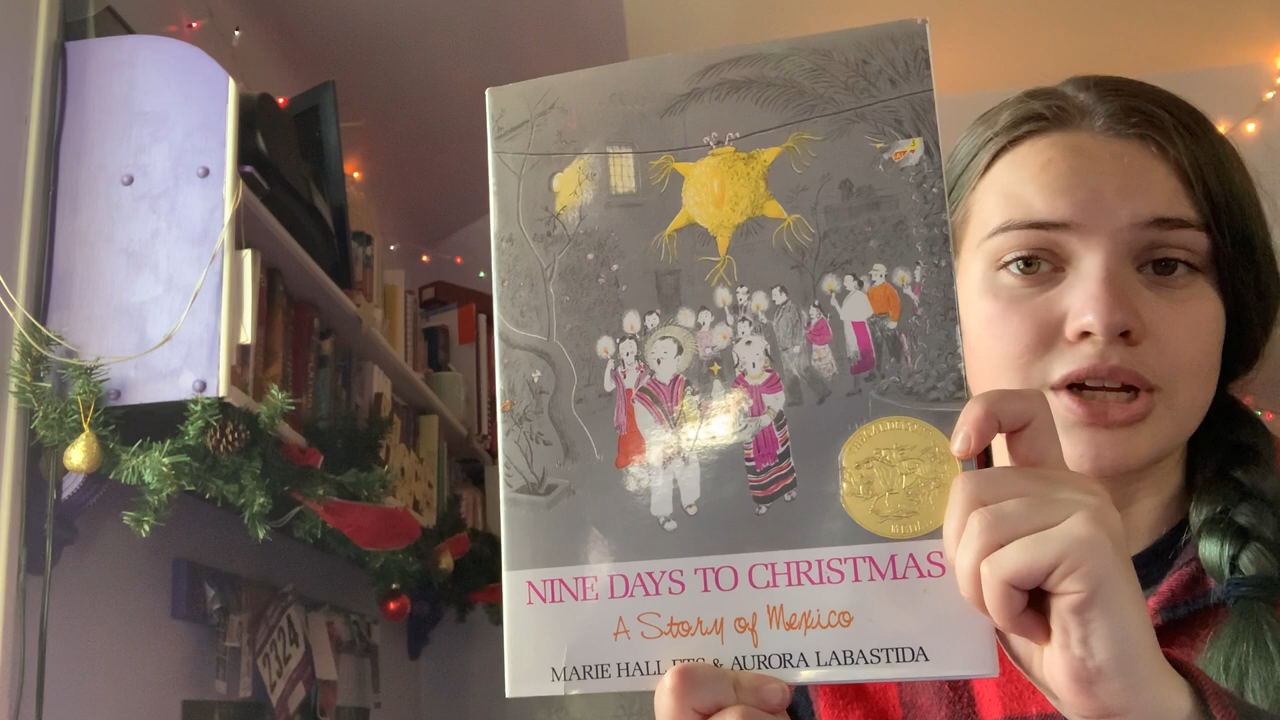 NINE DAYS TO CHRISTMAS
A Story of Mexico
MARIE HALL ETS & AURORA LABASTIDA
2324